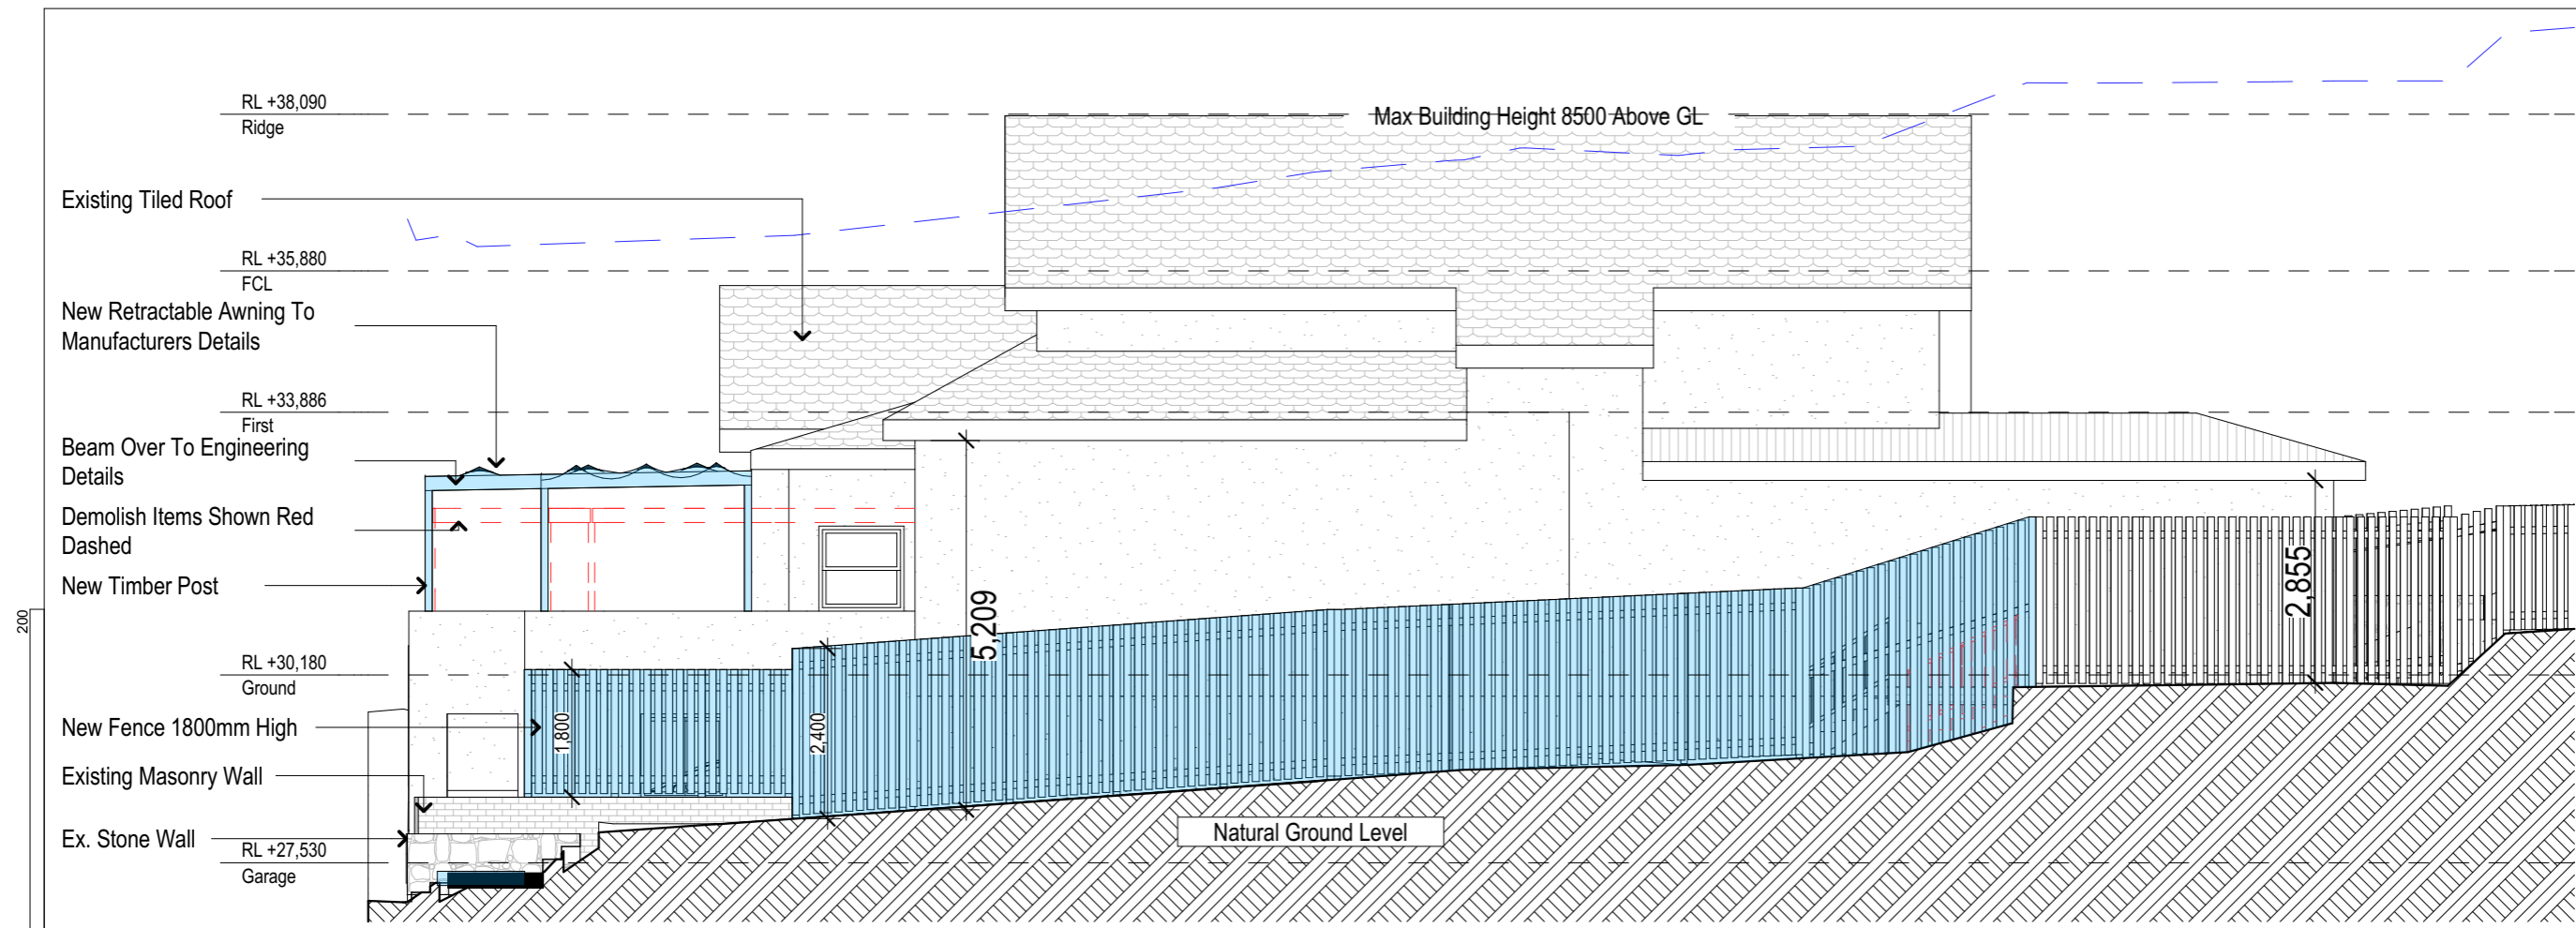 RL +38,090
Ridge
Max Building Height 8500 Above GL
Existing Tiled Roof
RL +35,880
FCL
New Retractable Awning To
Manufacturers Details
RL +33,886
First
Beam Over To Engineering
Details
Demolish Items Shown Red
Dashed
New Timber Post
2,855
5,209
200
RL +30,180
Ground
New Fence 1800mm High
1,800
2,400
Existing Masonry Wall
Ex. Stone Wall
Natural Ground Level
RL +27,530
Garage